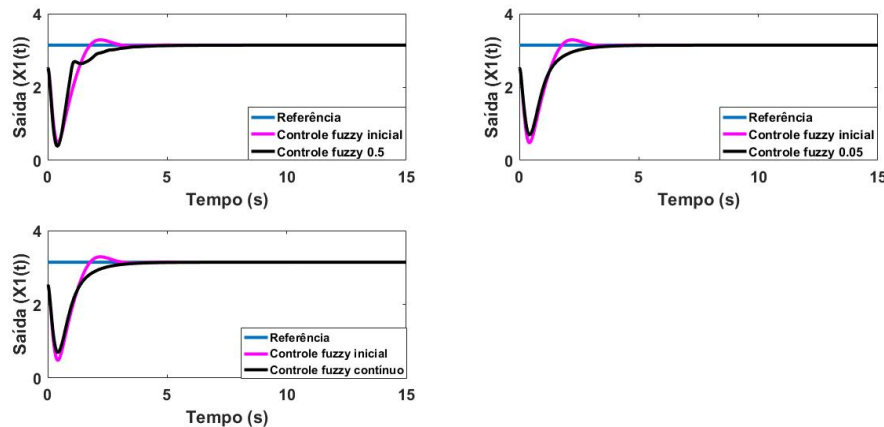 Saída (X1(t))
4
2
0
Referência
Controle fuzzy inicial
Controle fuzzy 0.5
0 5 10 15
Tempo (s)
Saída (X1(t))
4
2
0
Referência
Controle fuzzy inicial
Controle fuzzy 0.05
0 5 10 15
Tempo (s)
Saída (X1(t))
4
2
0
Referência
Controle fuzzy inicial
Controle fuzzy contínuo
0 5 10 15
Tempo (s)